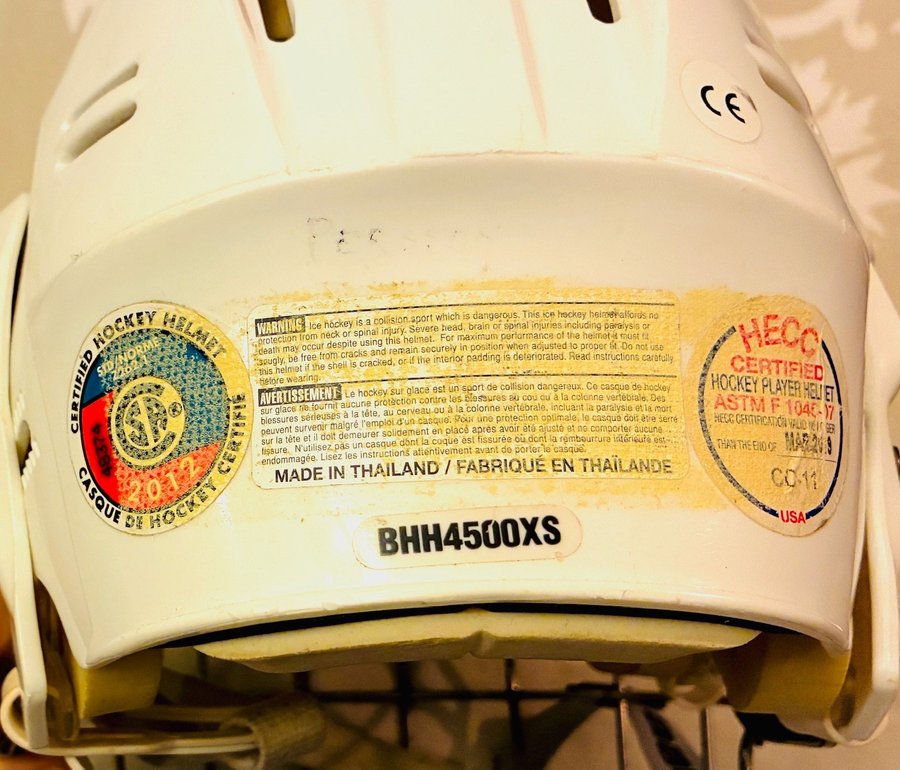 CE
CERTIFIED HOCKEY HELMET
2012
CASQUE DE HOCKEY CERTIFIÉ
WARNING Ice hockey is a collision sport which is dangerous. This ice hockey helmet affords no
protection from neck or spinal injury. Severe head, brain or spinal injuries including paralysis or
death may occur despite using this helmet. For maximum performance of the helmet it must fit
snugly, be free from cracks and remain securely in position when adjusted to proper fit. Do not use
this helmet if the shell is cracked, or if the interior padding is deteriorated. Read instructions carefully
before wearing.
AVERTISSEMENT Le hockey sur glace est un sport de collision dangereux. Ce casque de hockey
sur glace ne fournit aucune protection contre les blessures au cou ou à la colonne vertébrale. Des
blessures sérieuses à la tête, au cerveau ou à la colonne vertébrale, incluant la paralysie et la mort
peuvent survenir malgré l'emploi d'un casque. Pour une protection optimale, le casque doit être serré
sur la tête et il doit demeurer solidement en place après avoir été ajusté et ne comporter aucune
fissure. N'utilisez pas un casque dont la coque est fissurée ou dont la rembourrure intérieure est
endommagée. Lisez les instructions attentivement avant de porter le casque.
MADE IN THAILAND / FABRIQUÉ EN THAÏLANDE
HECC
CERTIFIED
HOCKEY PLAYER HELMET
ASTM F 1045-
HECC CERTIFICATION VALID
THAN THE END OF MAR
CO-11
USA
BHH4500XS